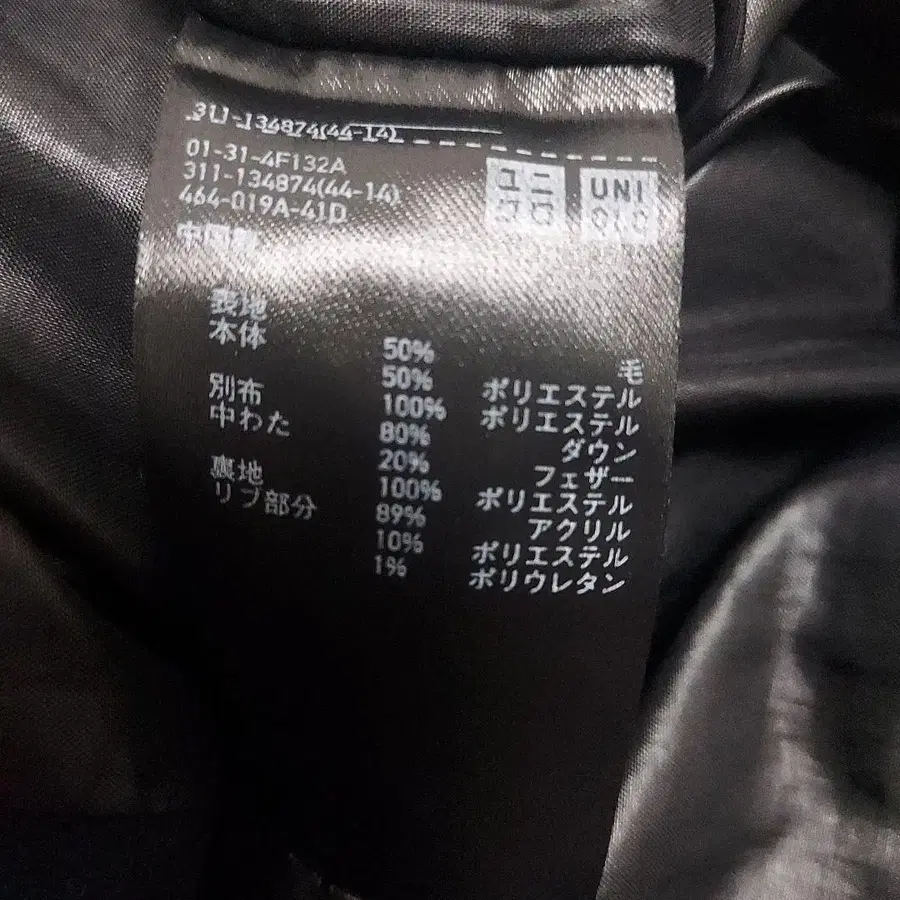 311-134874(44-14)
01-31-4F132A
311-134874(44-14)
464-019A-41D
中国製
ユニ
クロ
UNI
QLO
表地
本体 50% 毛
50% ポリエステル
別布 100% ポリエステル
中わた 80% ダウン
20% フェザー
裏地 100% ポリエステル
リブ部分 89% アクリル
10% ポリエステル
1% ポリウレタン